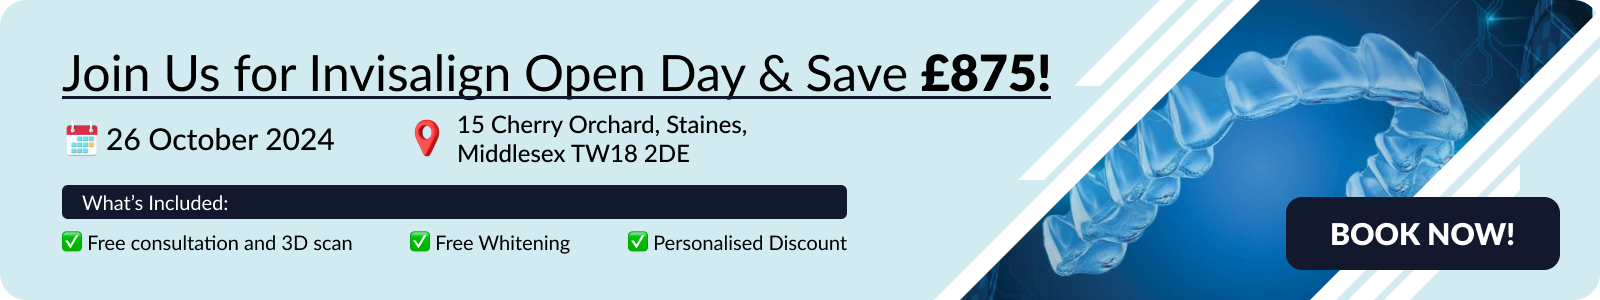 Join Us for Invisalign Open Day & Save £875!
26 October 2024
15 Cherry Orchard, Staines,
Middlesex TW18 2DE
What's Included:
Free consultation and 3D scan
Free Whitening
Personalised Discount
BOOK NOW!